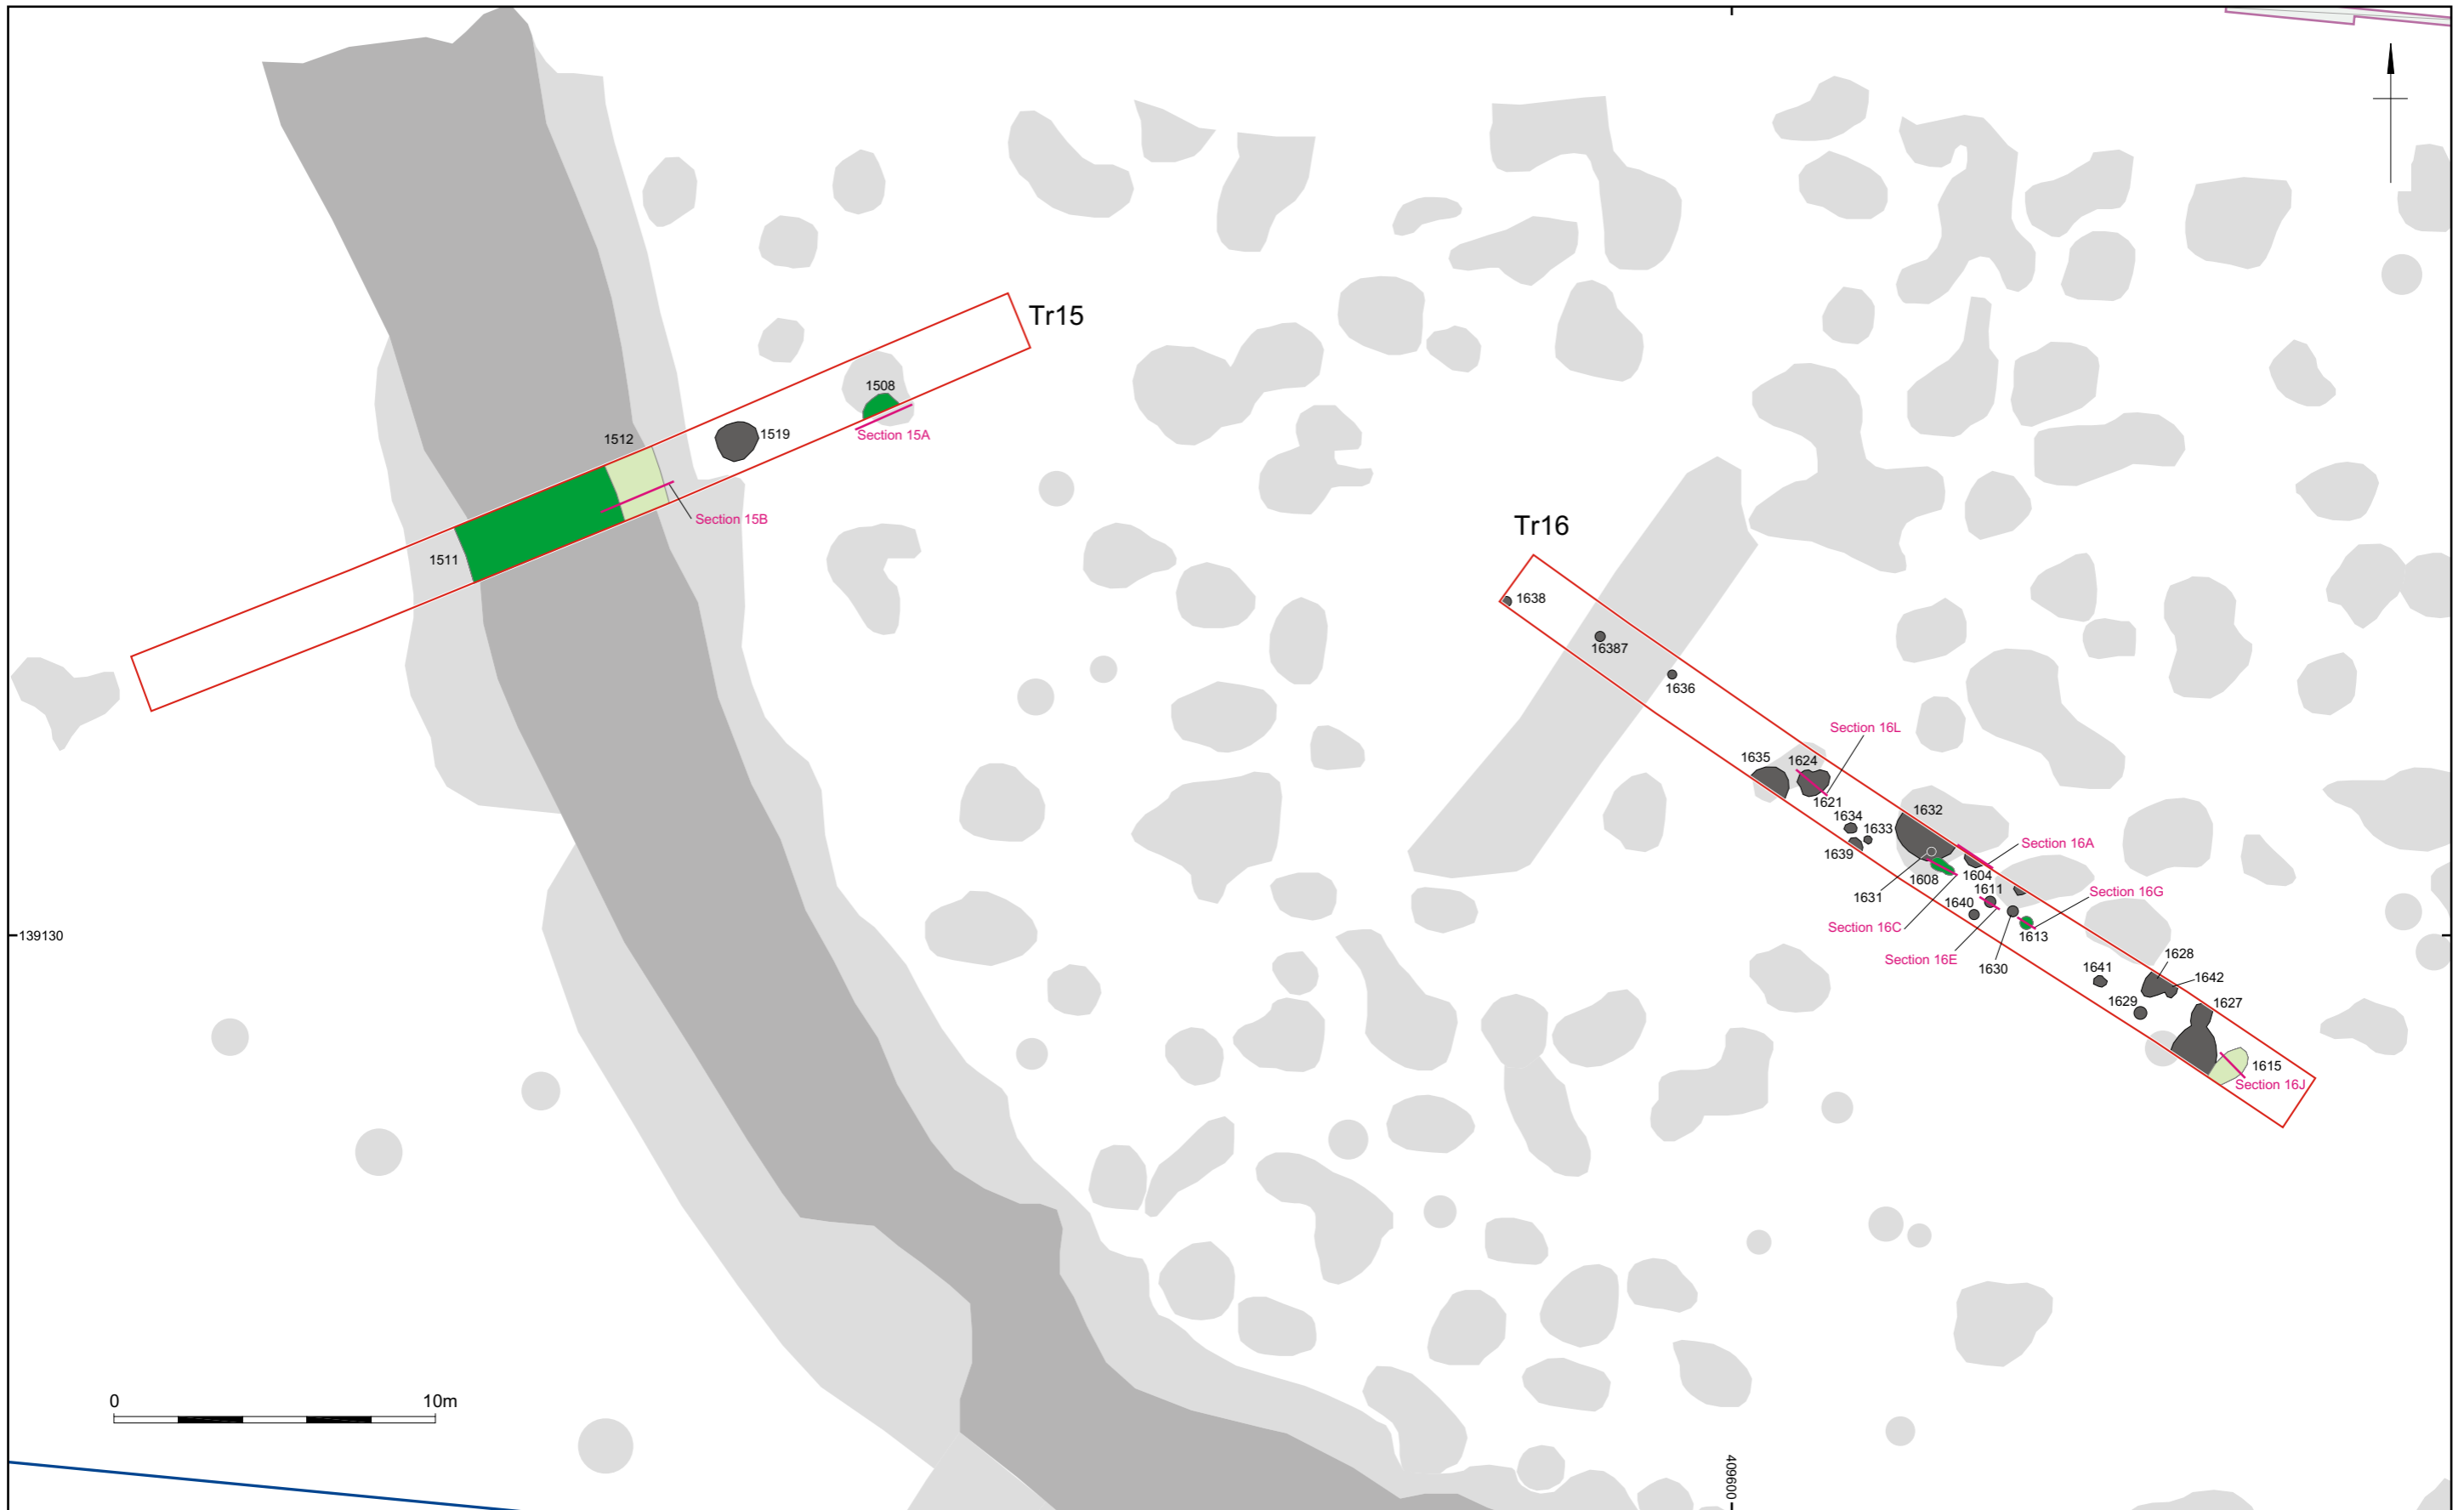 Tr15
1508
Section 15A
1519
1512
Section 15B
1511
Tr16
1638
16387
1636
Section 16L
1635
1624
1621
1634
1633
1639
1632
Section 16A
1604
1608
1611
Section 16G
1631
1640
Section 16C
1613
Section 16E
1630
1628
1641
1642
1629
1627
1615
Section 16J
139130
0
10m
409600